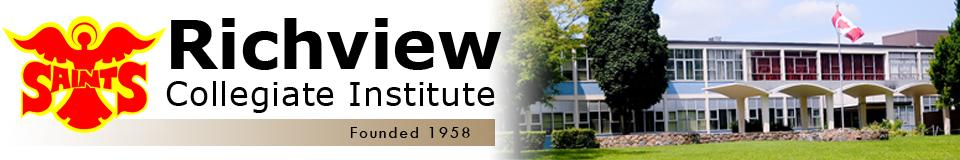 SAINTS
Richview
Collegiate Institute
Founded 1958